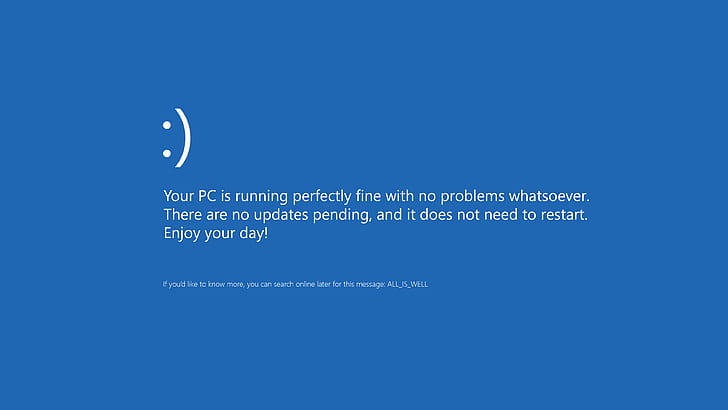 :)
Your PC is running perfectly fine with no problems whatsoever.
There are no updates pending, and it does not need to restart.
Enjoy your day!
If you'd like to know more, you can search online later for this message: ALL_IS_WELL